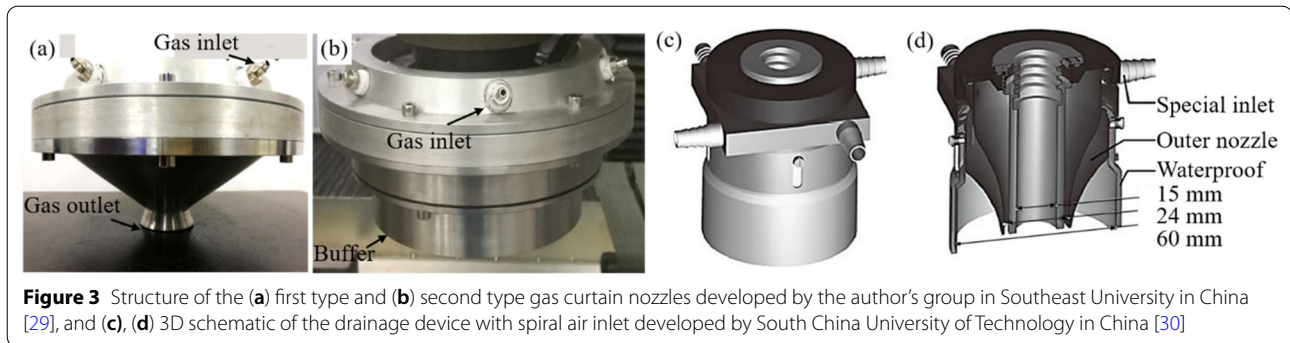 (a)
Gas inlet
Gas outlet
(b)
Gas inlet
Buffer
(c)
(d)
Special inlet
Outer nozzle
Waterproof
15 mm
24 mm
60 mm
Figure 3 Structure of the (a) first type and (b) second type gas curtain nozzles developed by the author's group in Southeast University in China
[29], and (c), (d) 3D schematic of the drainage device with spiral air inlet developed by South China University of Technology in China [30]